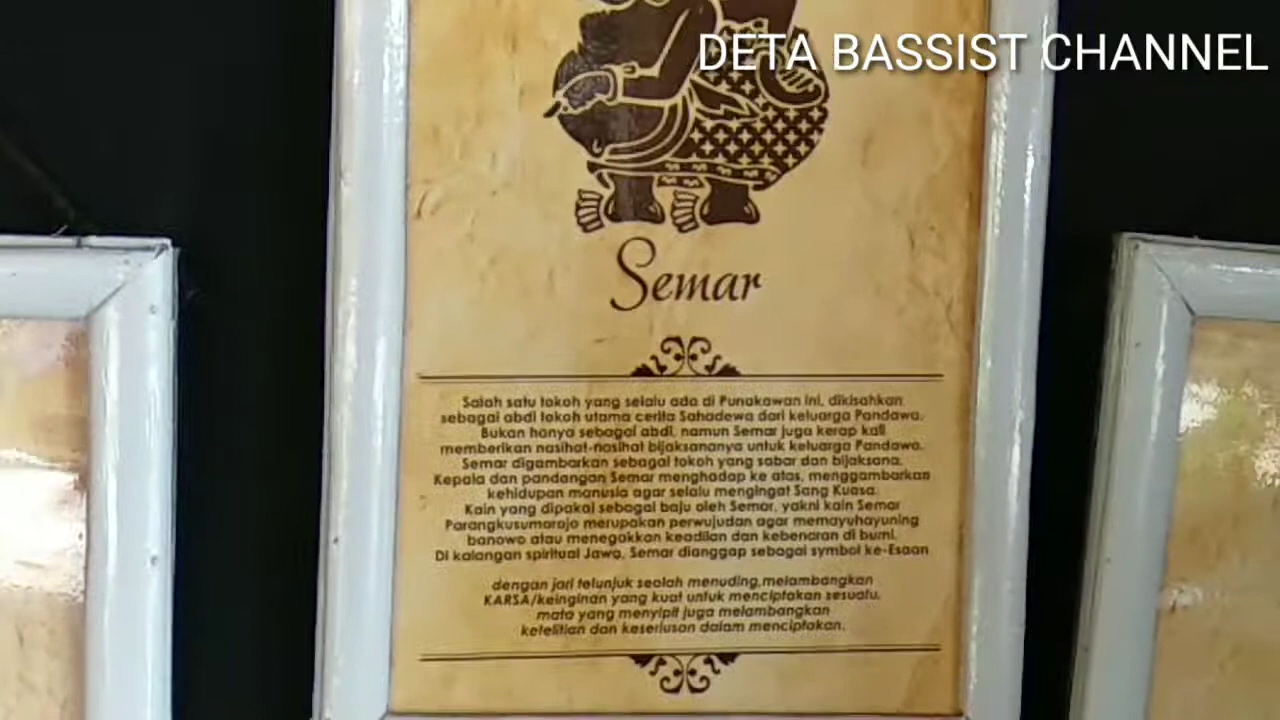 DETA BASSIST CHANNEL
Semar
Salah satu tokoh yang selalu ada di Punakawan ini, dikisahkan
sebagai abdi tokoh utama cerita Sahadewa dari keluarga Pandawa.
Bukan hanya sebagai abdi, namun Semar juga kerap kali
memberikan nasihat-nasihat bijaksananya untuk keluarga Pandawa.
Semar digambarkan sebagai tokoh yang sabar dan bijaksana.
Kepala dan pandangan Semar menghadap ke atas, menggambarkan
kehidupan manusia agar selalu mengingat Sang Kuasa.
Kain yang dipakai sebagai baju oleh Semar, yakni kain Semar
Parangkusumorojo merupakan perwujudan agar memayuhayuning
banowo atau menegakkan keadilan dan kebenaran di bumi.
Di kalangan spiritual Jawa, Semar dianggap sebagai symbol ke-Esaan
dengan jari telunjuk seolah menuding,melambangkan
KARSA/keinginan yang kuat untuk menciptakan sesuatu.
mata yang menyipit juga melambangkan
ketelitian dan keseriusan dalam menciptakan.